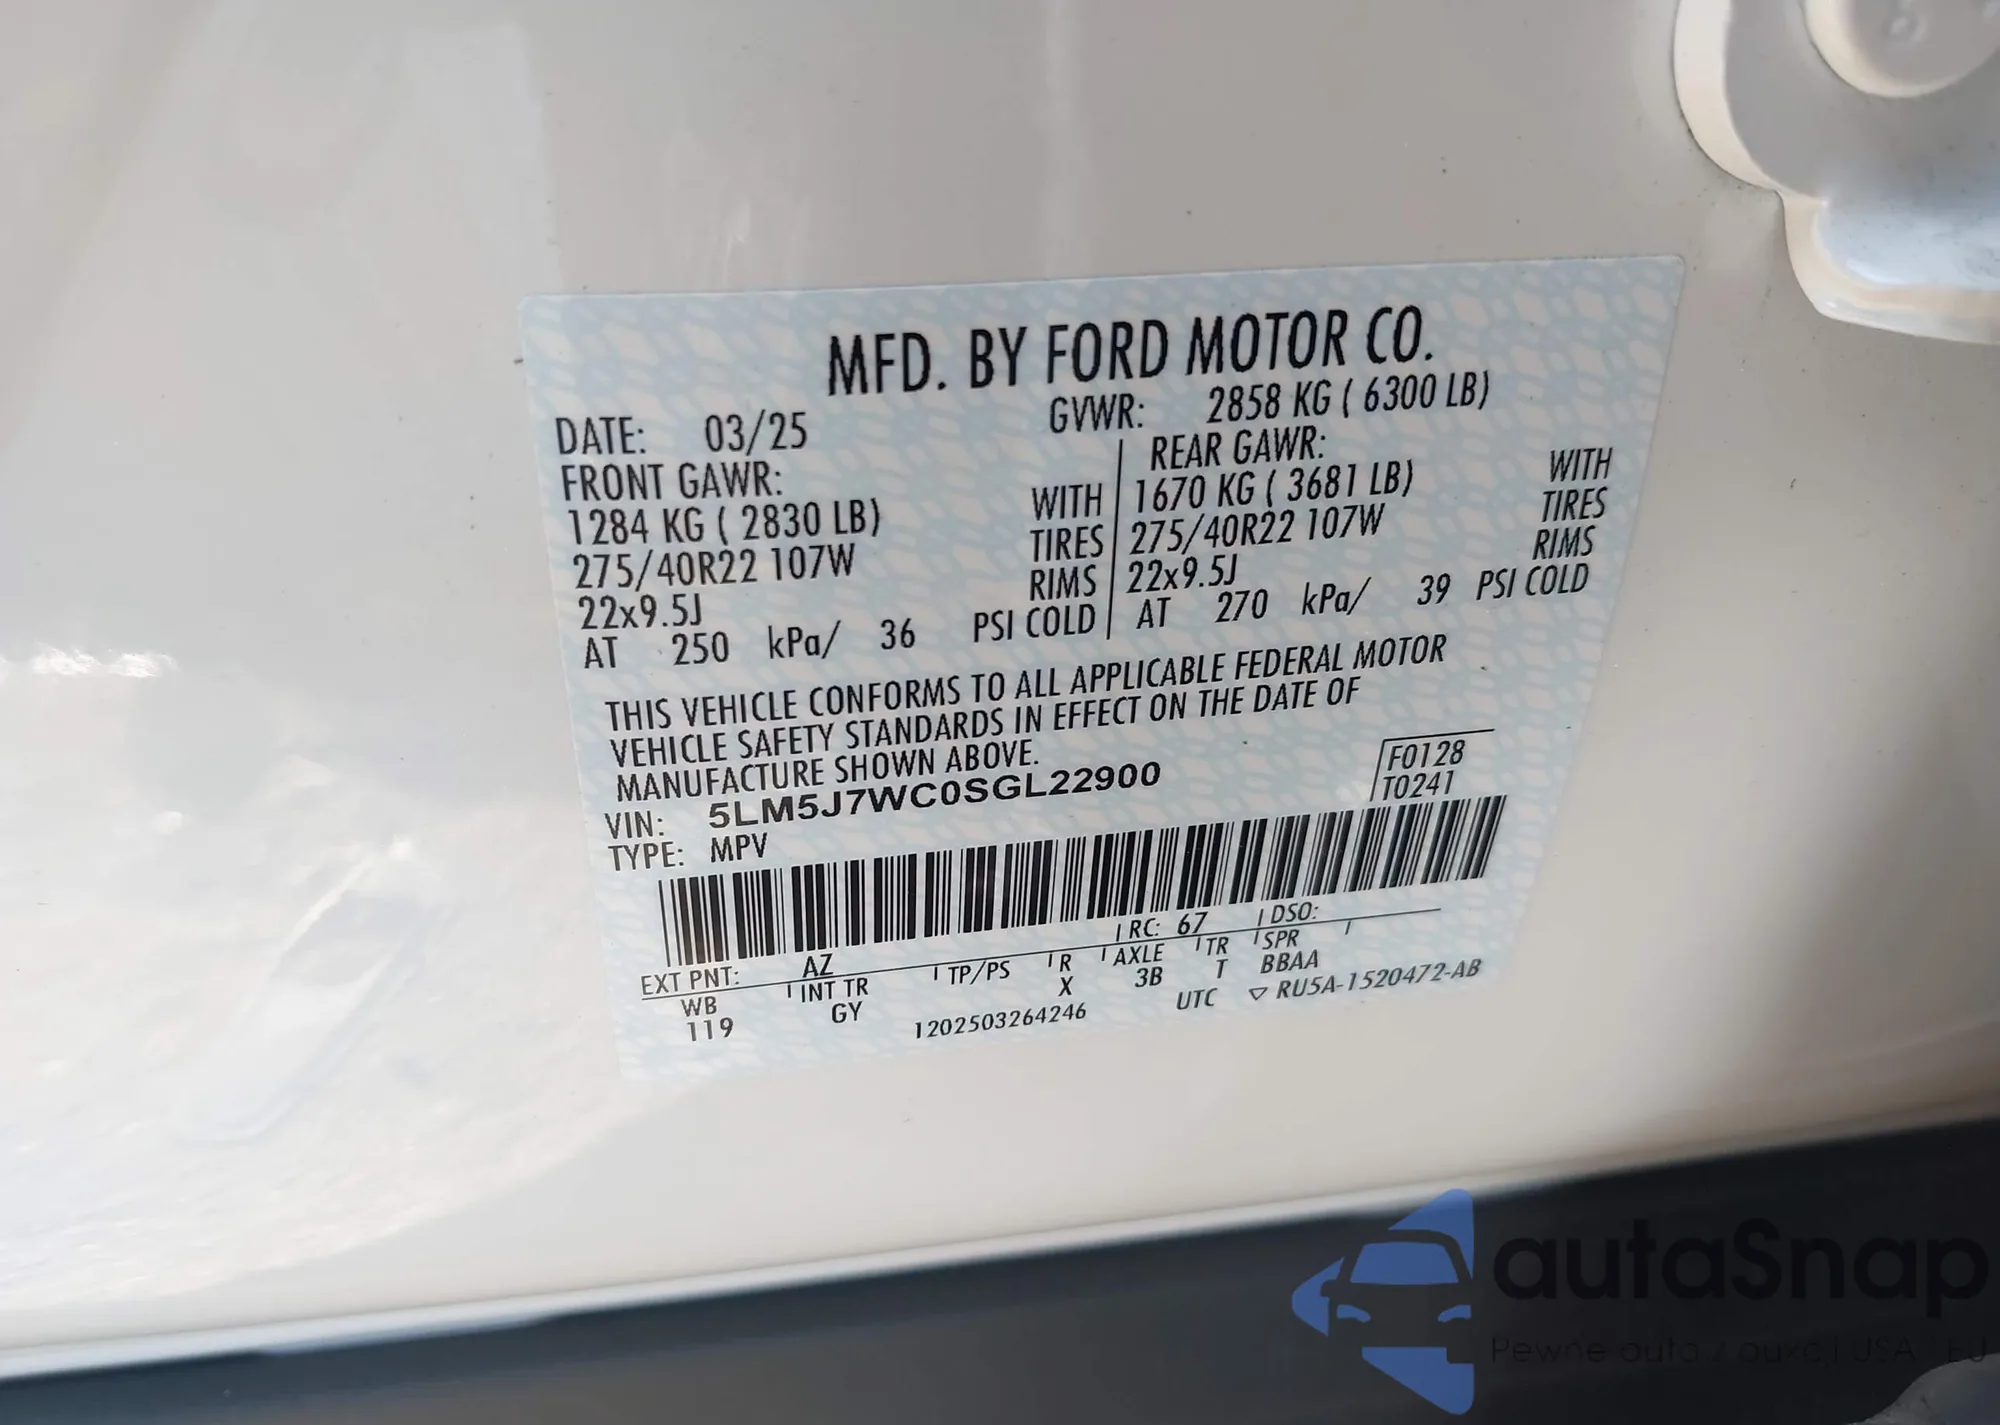 MFD. BY FORD MOTOR CO.
DATE: 03/25 GVWR: 2858 KG ( 6300 LB)
FRONT GAWR: REAR GAWR:
1284 KG ( 2830 LB) WITH 1670 KG ( 3681 LB) WITH
275/40R22 107W TIRES 275/40R22 107W TIRES
22x9.5J RIMS 22x9.5J RIMS
AT 250 kPa/ 36 PSI COLD AT 270 kPa/ 39 PSI COLD
THIS VEHICLE CONFORMS TO ALL APPLICABLE FEDERAL MOTOR
VEHICLE SAFETY STANDARDS IN EFFECT ON THE DATE OF
MANUFACTURE SHOWN ABOVE.
VIN: 5LM5J7WC0SGL22900 F0128
TYPE: MPV T0241
EXT PNT: AZ RC: 67 DSO:
WB INT TR TP/PS R AXLE TR SPR
119 GY X 3B T BBAA
1202503264246 UTC ▽ RU5A-1520472-AB
autaSnap
Pewne auta z aukcji USA i EU